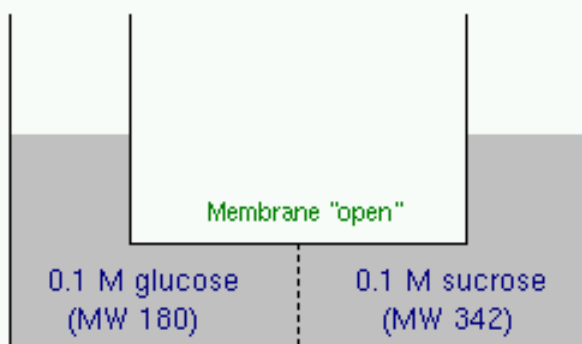 Membrane "open"
0.1 M glucose
(MW 180)
0.1 M sucrose
(MW 342)